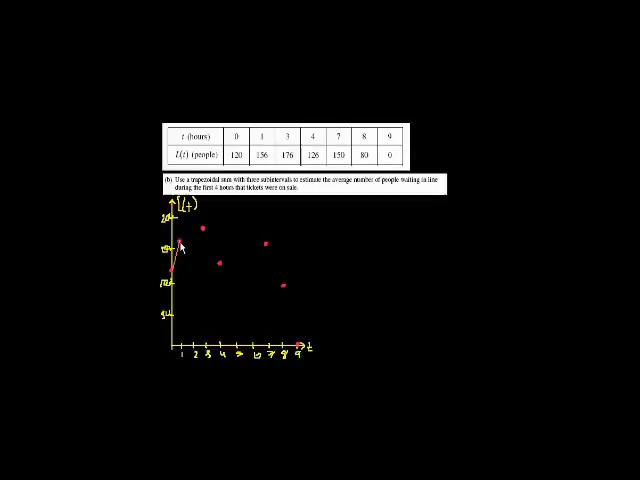 t (hours) 0 1 3 4 7 8 9
L(t) (people) 120 156 176 126 150 80 0
(b) Use a trapezoidal sum with three subintervals to estimate the average number of people waiting in line
during the first 4 hours that tickets were on sale.
L(t)
1 2 3 4 5 6 7 8 9 t